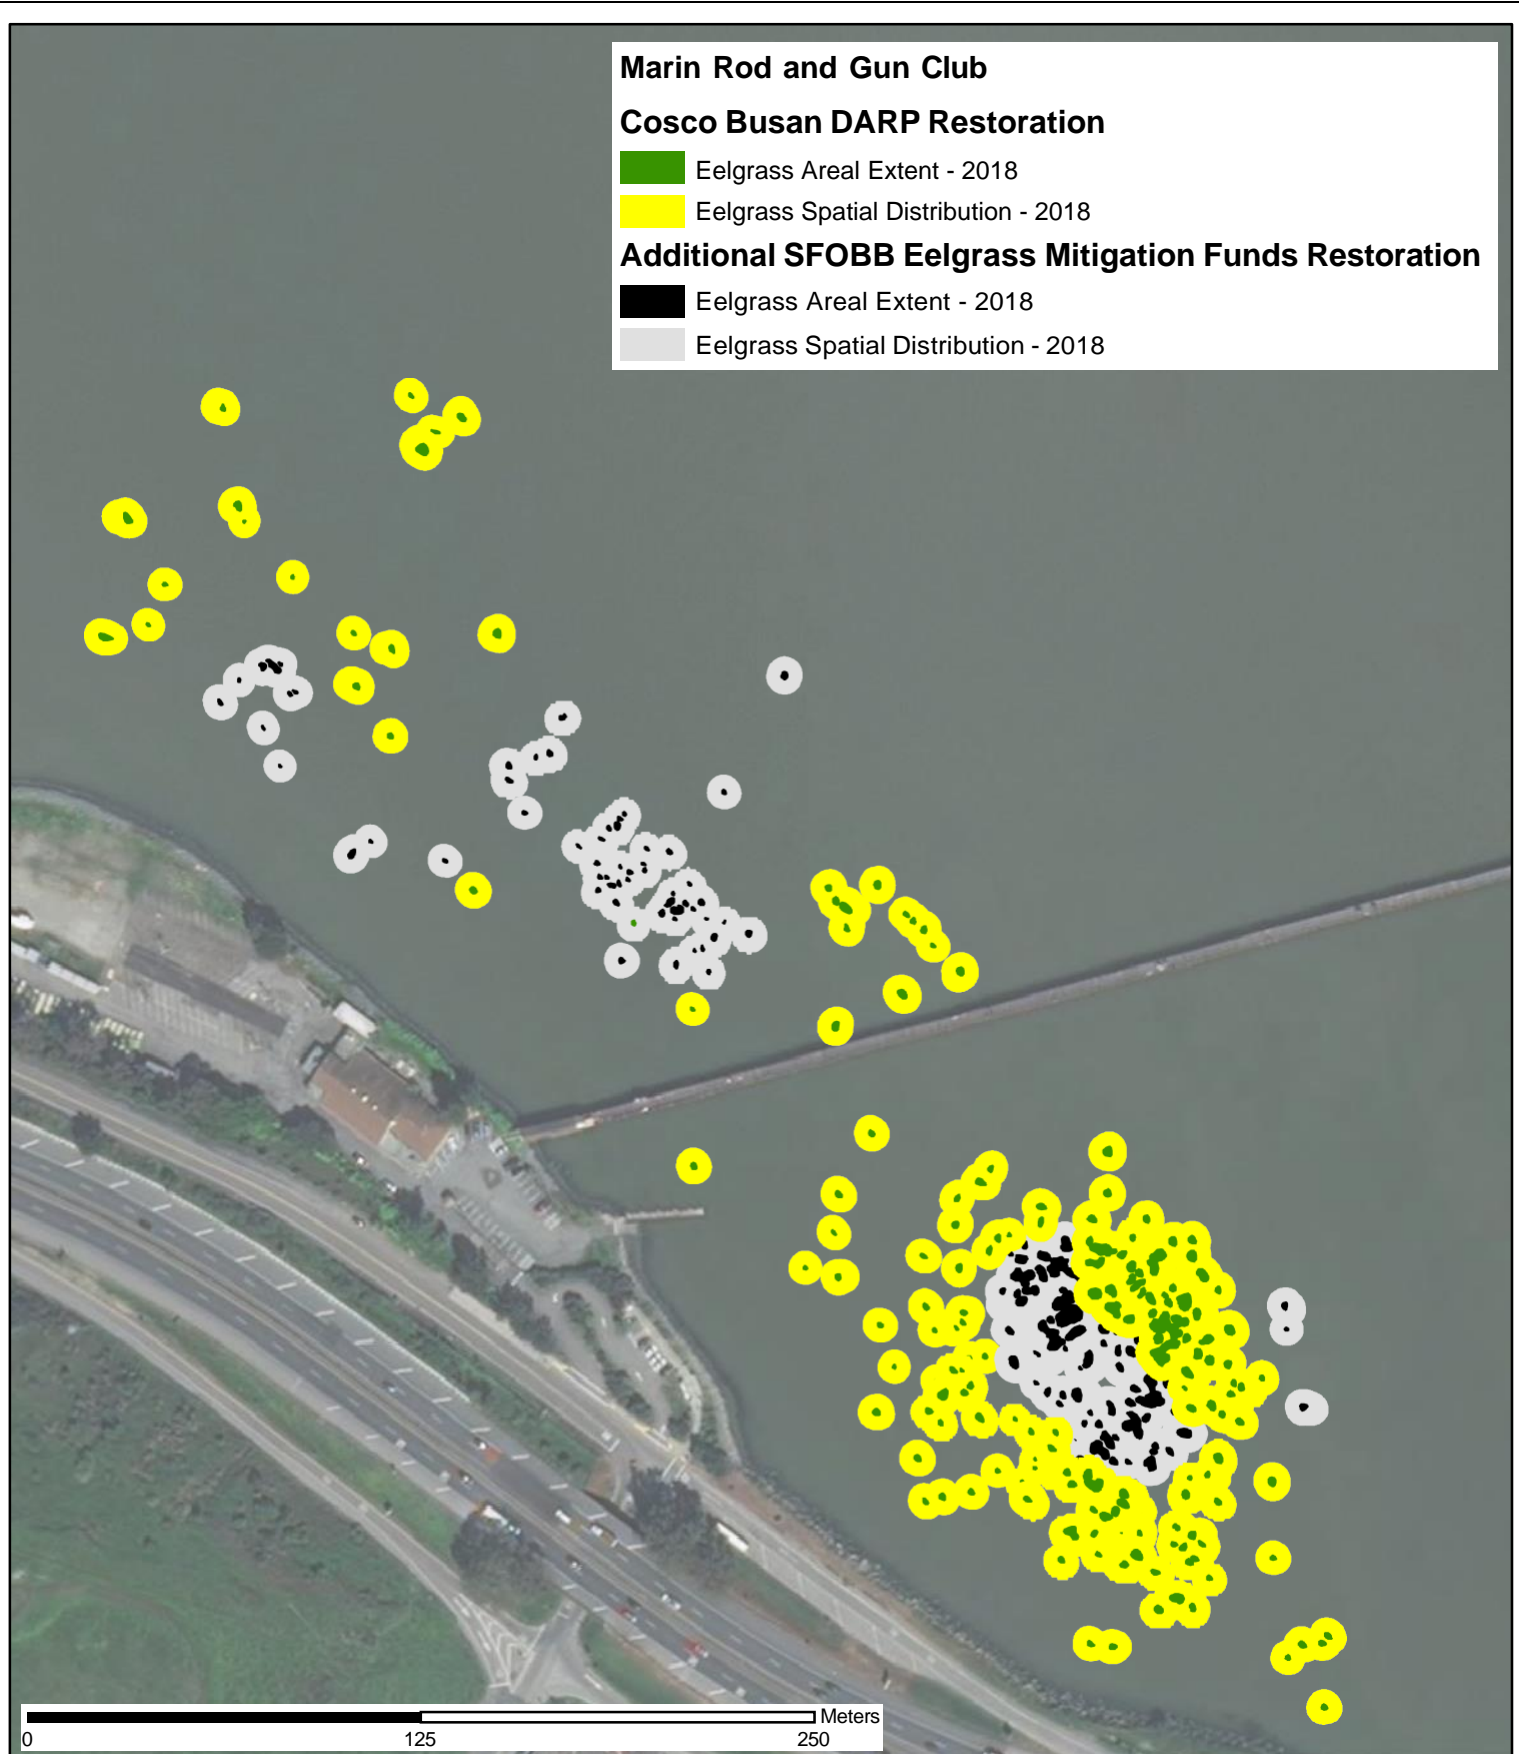 Marin Rod and Gun Club
Cosco Busan DARP Restoration
Eelgrass Areal Extent - 2018
Eelgrass Spatial Distribution - 2018
Additional SFOBB Eelgrass Mitigation Funds Restoration
Eelgrass Areal Extent - 2018
Eelgrass Spatial Distribution - 2018
Meters
0 125 250